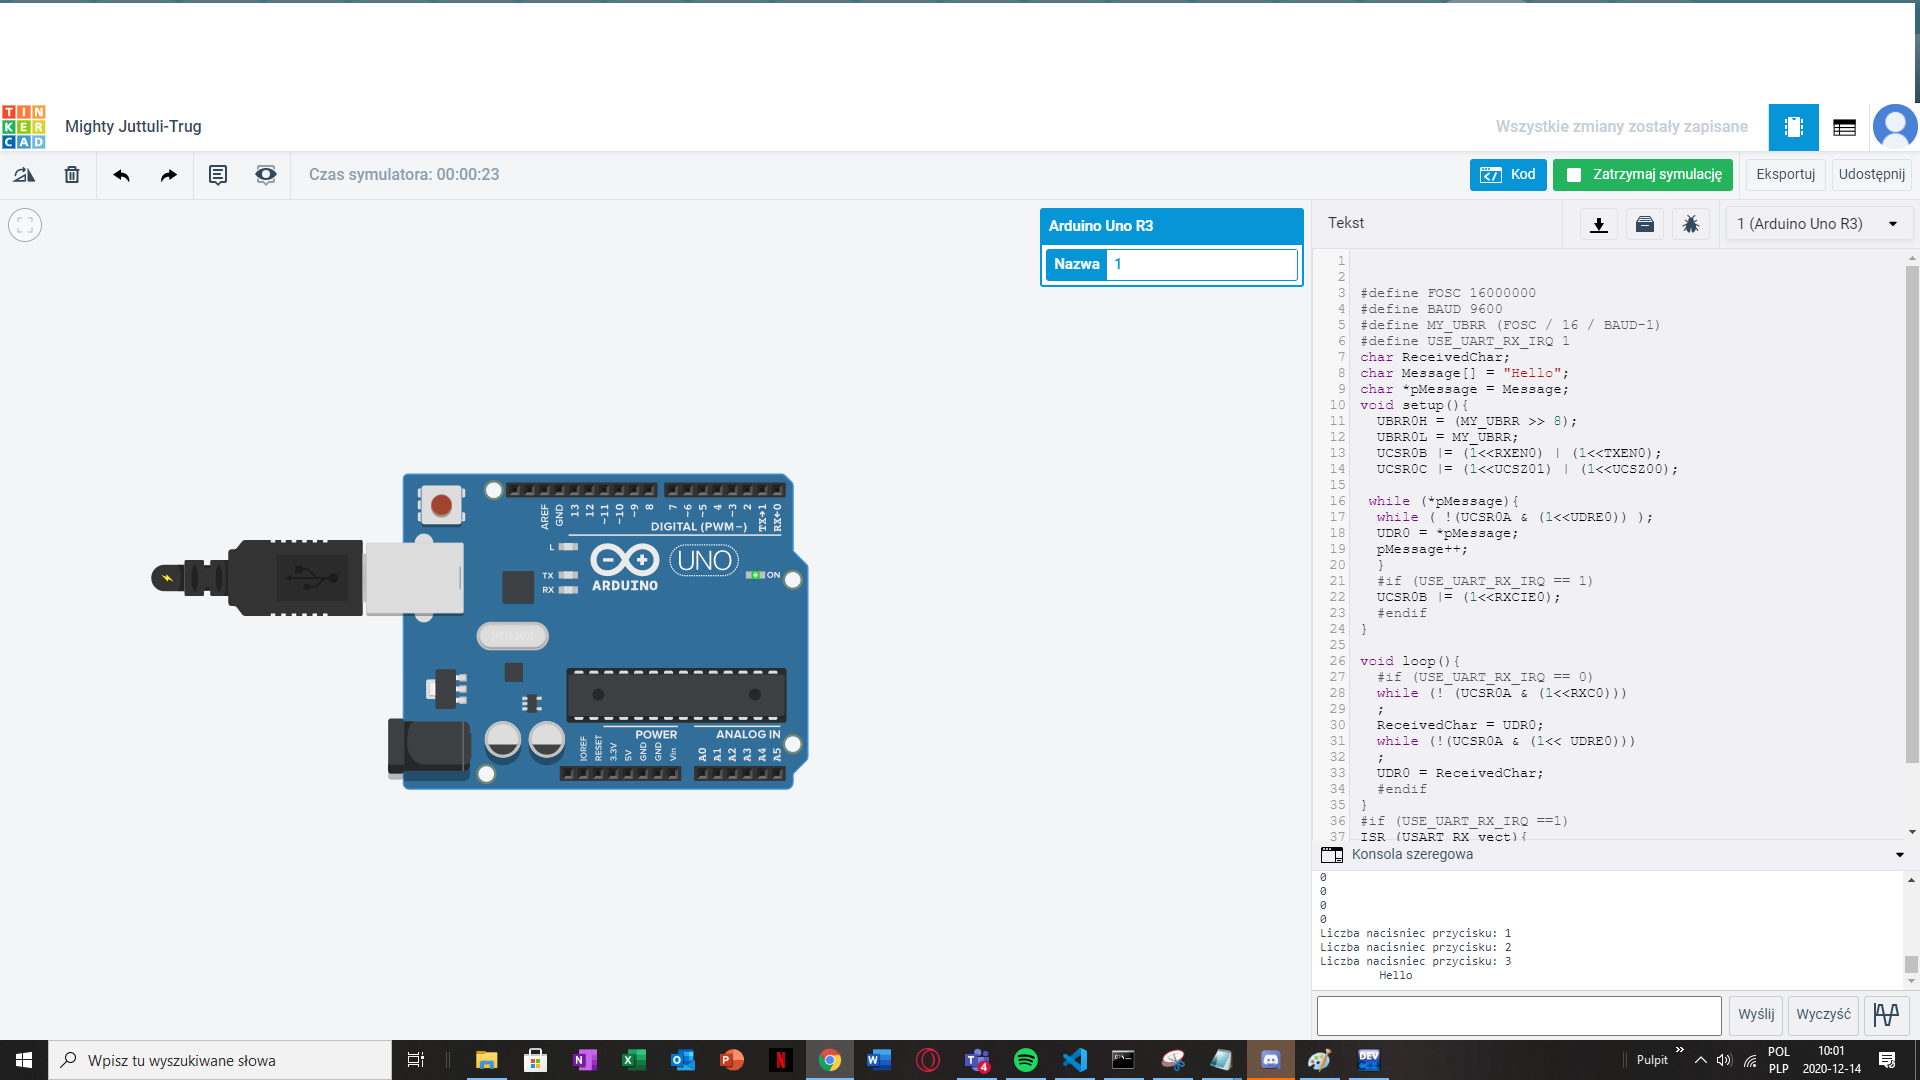 TIN
KER
CAD
Mighty Juttuli-Trug
Wszystkie zmiany zostały zapisane
Czas symulatora: 00:00:23
Kod
Zatrzymaj symulację
Eksportuj
Udostępnij
Arduino Uno R3
Nazwa 1
Tekst
1 (Arduino Uno R3)
1
2
3 #define FOSC 16000000
4 #define BAUD 9600
5 #define MY_UBRR (FOSC / 16 / BAUD-1)
6 #define USE_UART_RX_IRQ 1
7 char ReceivedChar;
8 char Message[] = "Hello";
9 char *pMessage = Message;
10 void setup(){
11 UBRR0H = (MY_UBRR >> 8);
12 UBRR0L = MY_UBRR;
13 UCSR0B |= (1<<RXEN0) | (1<<TXEN0);
14 UCSR0C |= (1<<UCSZ01) | (1<<UCSZ00);
15
16 while (*pMessage){
17 while ( !(UCSR0A & (1<<UDRE0)) );
18 UDR0 = *pMessage;
19 pMessage++;
20 }
21 #if (USE_UART_RX_IRQ == 1)
22 UCSR0B |= (1<<RXCIE0);
23 #endif
24 }
25
26 void loop(){
27 #if (USE_UART_RX_IRQ == 0)
28 while (! (UCSR0A & (1<<RXC0)))
29 ;
30 ReceivedChar = UDR0;
31 while (!(UCSR0A & (1<< UDRE0)))
32 ;
33 UDR0 = ReceivedChar;
34 #endif
35 }
36 #if (USE_UART_RX_IRQ ==1)
37 ISR (USART_RX_vect){
AREF GND 13 12 ~11 ~10 ~9 8 7 ~6 ~5 4 ~3 2 TX→1 RX←0
DIGITAL (PWM~)
L
TX
RX
ARDUINO
UNO
ON
POWER
ANALOG IN
IOREF RESET 3.3V 5V GND GND Vin A0 A1 A2 A3 A4 A5
Konsola szeregowa
0
0
0
0
Liczba nacisniec przycisku: 1
Liczba nacisniec przycisku: 2
Liczba nacisniec przycisku: 3
Hello
Wyślij
Wyczyść
Wpisz tu wyszukiwane słowa
4
DEV
Pulpit
POL
PLP
10:01
2020-12-14